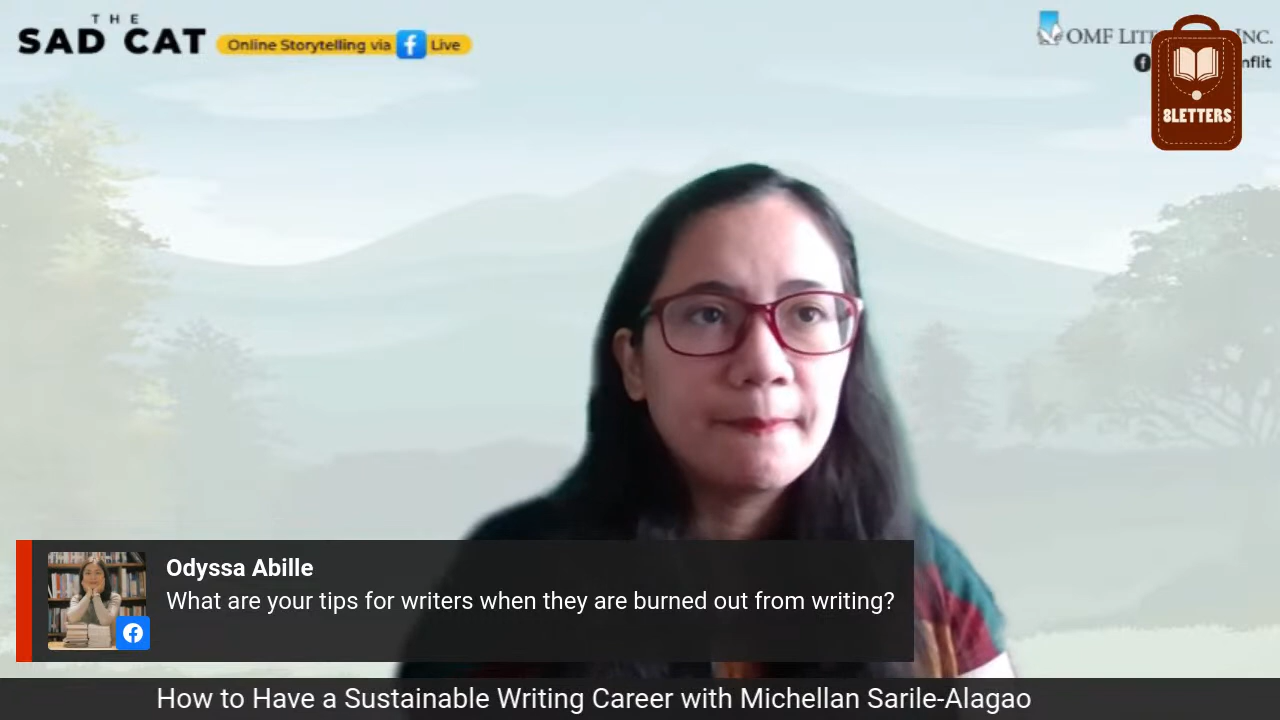 THE
SAD CAT
Online Storytelling via f Live
OMF LIT INC.
nflit
8LETTERS
Odyssa Abille
What are your tips for writers when they are burned out from writing?
How to Have a Sustainable Writing Career with Michellan Sarile-Alagao